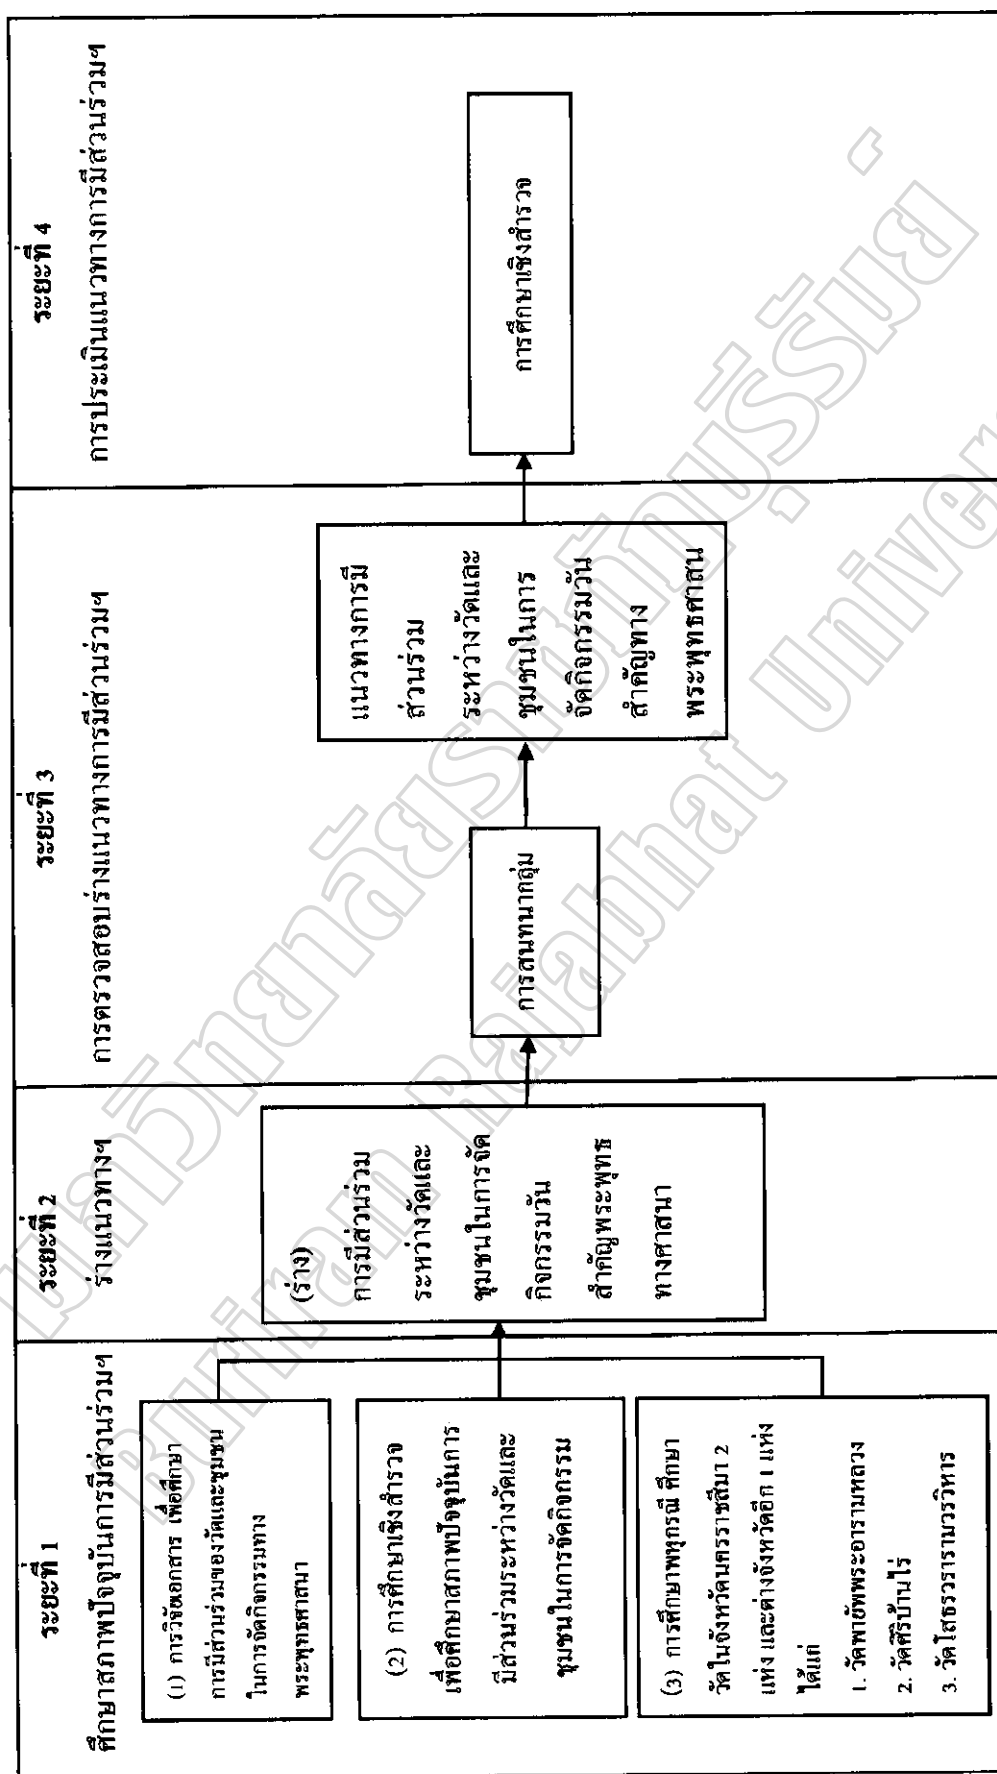 ระยะที่ 1
ศึกษาสภาพปัจจุบันการมีส่วนร่วมฯ
(1) การวิจัยเอกสาร เพื่อศึกษา
การมีส่วนร่วมของวัดและชุมชน
ในการจัดกิจกรรมทาง
พระพุทธศาสนา
(2) การศึกษาเชิงสำรวจ
เพื่อศึกษาสภาพปัจจุบันการ
มีส่วนร่วมระหว่างวัดและ
ชุมชนในการจัดกิจกรรม
(3) การศึกษาพหุกรณี ศึกษา
วัดในจังหวัดนครราชสีมา 2
แห่ง และต่างจังหวัดอีก 1 แห่ง
ได้แก่
1. วัดพายัพพระอารามหลวง
2. วัดคีรีบ้านไร่
3. วัดโสธรวรารามวรวิหาร
ระยะที่ 2
ร่างแนวทางฯ
(ร่าง)
การมีส่วนร่วม
ระหว่างวัดและ
ชุมชนในการจัด
กิจกรรมวัน
สำคัญพระพุทธ
ทางศาสนา
ระยะที่ 3
การตรวจสอบร่างแนวทางการมีส่วนร่วมฯ
การสนทนากลุ่ม
แนวทางการมี
ส่วนร่วม
ระหว่างวัดและ
ชุมชนในการ
จัดกิจกรรมวัน
สำคัญทาง
พระพุทธศาสน
ระยะที่ 4
การประเมินแนวทางการมีส่วนร่วมฯ
การศึกษาเชิงสำรวจ
มหาวิทยาลัยราชภัฏบุรีรัมย์
Buriram Rajabhat Univer